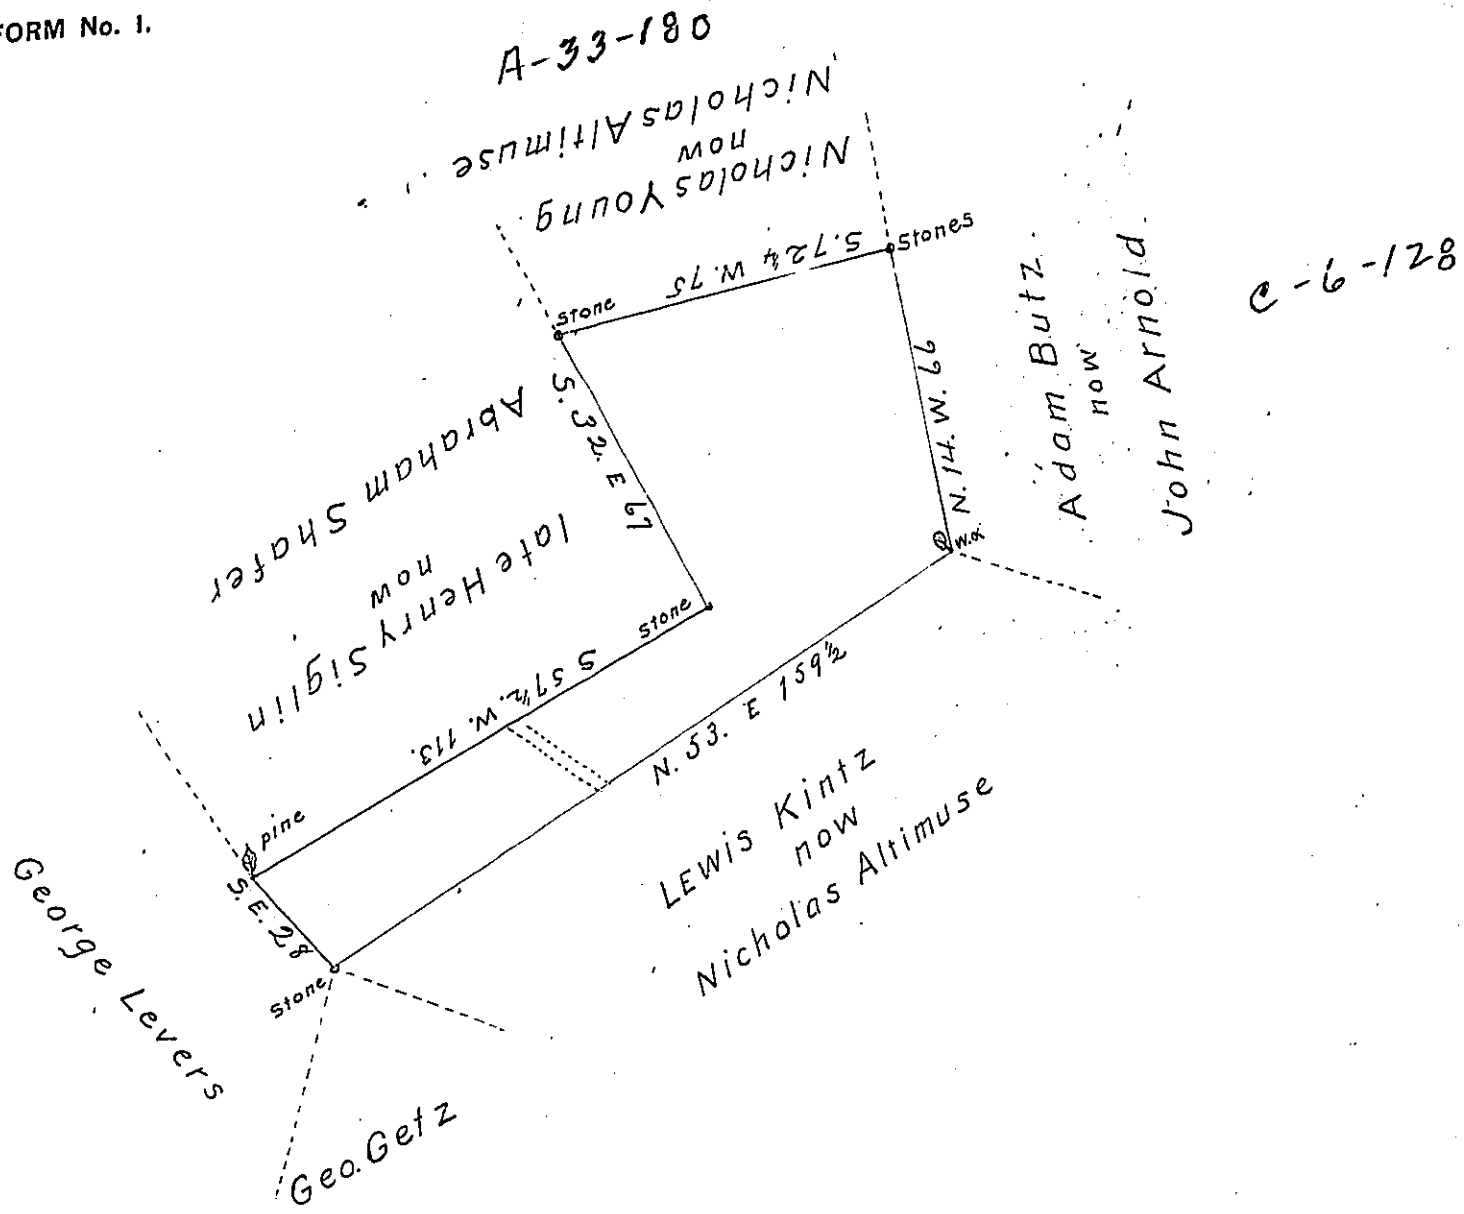 FORM No. 1.
A-33-180
Nicholas Altimuse
now
Nicholas Young
S. 72¼ W. 75
Stones
Stone
C-6-128
Adam Butz
now
John Arnold
N. 14. W. 77
W.O.
S. 32. E 67
Abraham Shafer
now
late Henry Siglin
Stone
S 57½. W. 113.
N. 53. E 159½
pine
S. E. 28
Stone
George Levers
Geo. Getz
LEWIS Kintz
now
Nicholas Altimuse